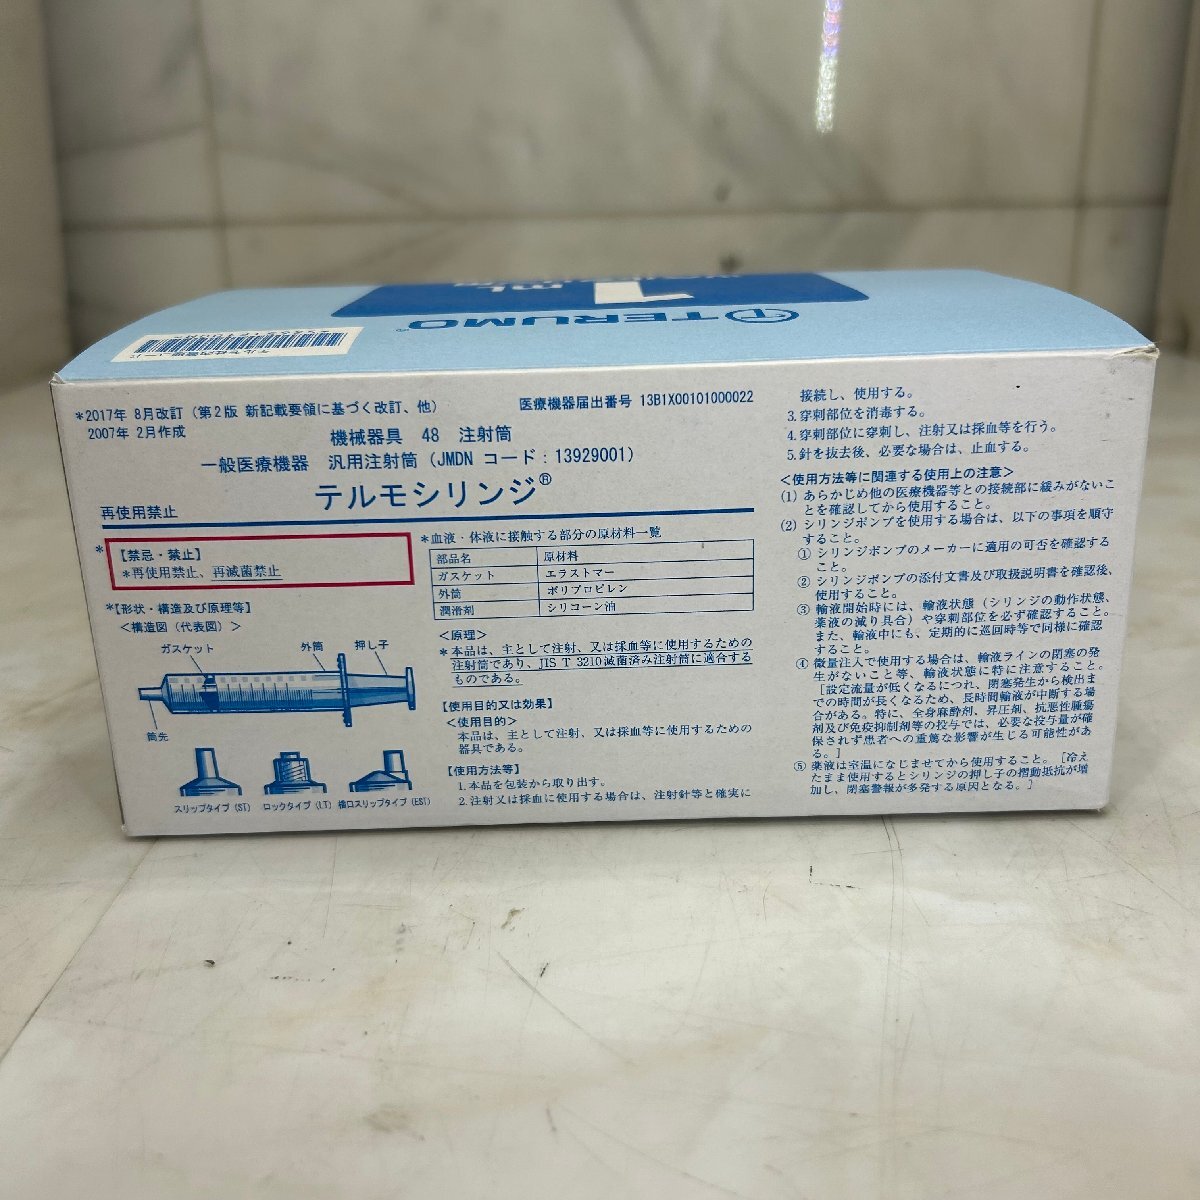 1
mL
TERUMO®
*2017年 8月改訂（第2版 新記載要領に基づく改訂、他）
2007年 2月作成
医療機器届出番号 13B1X00101000022
機械器具 48 注射筒
一般医療機器 汎用注射筒（JMDN コード：13929001）
テルモシリンジ®
再使用禁止
*【禁忌・禁止】
*再使用禁止、再滅菌禁止
*【形状・構造及び原理等】
＜構造図（代表図）＞
ガスケット 外筒 押し子
筒先
スリップタイプ（ST） ロックタイプ（LT） 横口スリップタイプ（EST）
*血液・体液に接触する部分の原材料一覧
部品名 原材料
ガスケット エラストマー
外筒 ポリプロピレン
潤滑剤 シリコーン油
＜原理＞
*本品は、主として注射、又は採血等に使用するための
注射筒であり、JIS T 3210滅菌済み注射筒に適合する
ものである。
【使用目的又は効果】
＜使用目的＞
本品は、主として注射、又は採血等に使用するための
器具である。
【使用方法等】
1.本品を包装から取り出す。
2.注射又は採血に使用する場合は、注射針等と確実に
接続し、使用する。
3.穿刺部位を消毒する。
4.穿刺部位に穿刺し、注射又は採血等を行う。
5.針を抜去後、必要な場合は、止血する。
＜使用方法等に関連する使用上の注意＞
(1) あらかじめ他の医療機器等との接続部に緩みがないこ
とを確認してから使用すること。
(2) シリンジポンプを使用する場合は、以下の事項を順守
すること。
① シリンジポンプのメーカーに適用の可否を確認する
こと。
② シリンジポンプの添付文書及び取扱説明書を確認後、
使用すること。
③ 輸液開始時には、輸液状態（シリンジの動作状態、
薬液の減り具合）や穿刺部位を必ず確認すること。
また、輸液中にも、定期的に巡回時等で同様に確認
すること。
④ 微量注入で使用する場合は、輸液ラインの閉塞の発
生がないこと等、輸液状態に特に注意すること。
［設定流量が低くなるにつれ、閉塞発生から検出ま
での時間が長くなるため、長時間輸液が中断する場
合がある。特に、全身麻酔剤、昇圧剤、抗悪性腫瘍
剤及び免疫抑制剤等の投与では、必要な投与量が確
保されず患者への重篤な影響が生じる可能性があ
る。］
⑤ 薬液は室温になじませてから使用すること。［冷え
たまま使用するとシリンジの押し子の摺動抵抗が増
加し、閉塞警報が多発する原因となる。］